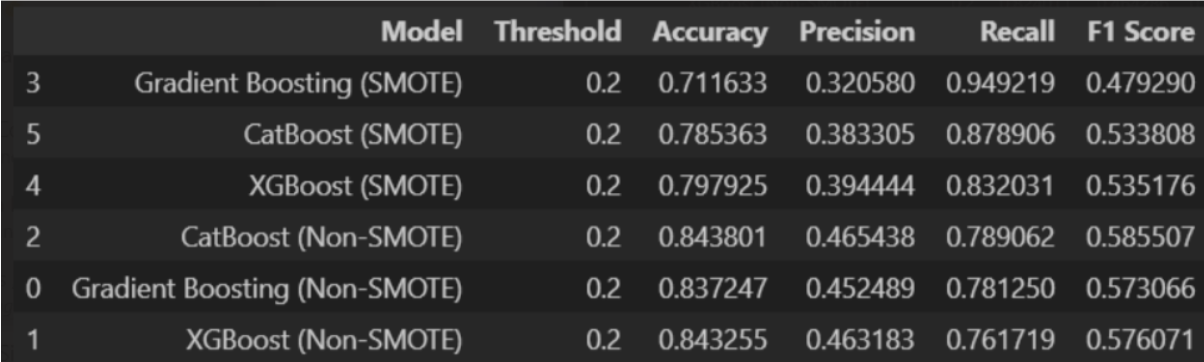 Model Threshold Accuracy Precision Recall F1 Score
3 Gradient Boosting (SMOTE) 0.2 0.711633 0.320580 0.949219 0.479290
5 CatBoost (SMOTE) 0.2 0.785363 0.383305 0.878906 0.533808
4 XGBoost (SMOTE) 0.2 0.797925 0.394444 0.832031 0.535176
2 CatBoost (Non-SMOTE) 0.2 0.843801 0.465438 0.789062 0.585507
0 Gradient Boosting (Non-SMOTE) 0.2 0.837247 0.452489 0.781250 0.573066
1 XGBoost (Non-SMOTE) 0.2 0.843255 0.463183 0.761719 0.576071